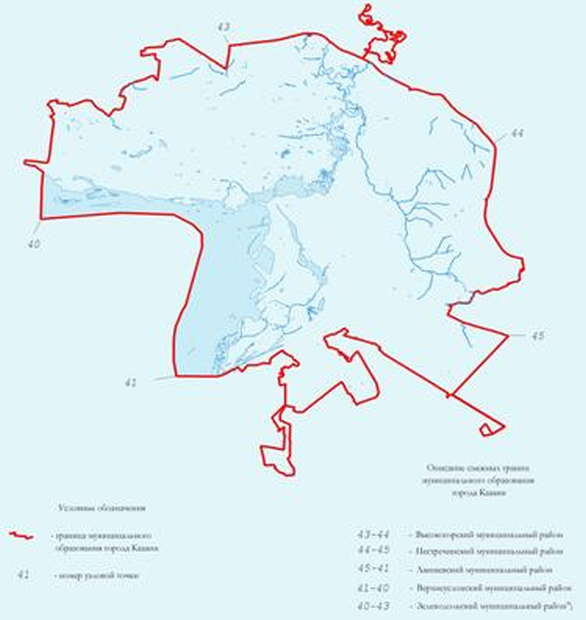 43
44
40
45
41
Описание смежных границ
муниципального образования
города Казани
Условные обозначения
- граница муниципального
образования города Казани
41 - номер узловой точки
43-44 - Высокогорский муниципальный район
44-45 - Пестречинский муниципальный район
45-41 - Лаишевский муниципальный район
41-40 - Верхнеуслонский муниципальный район
40-43 - Зеленодольский муниципальный район*)